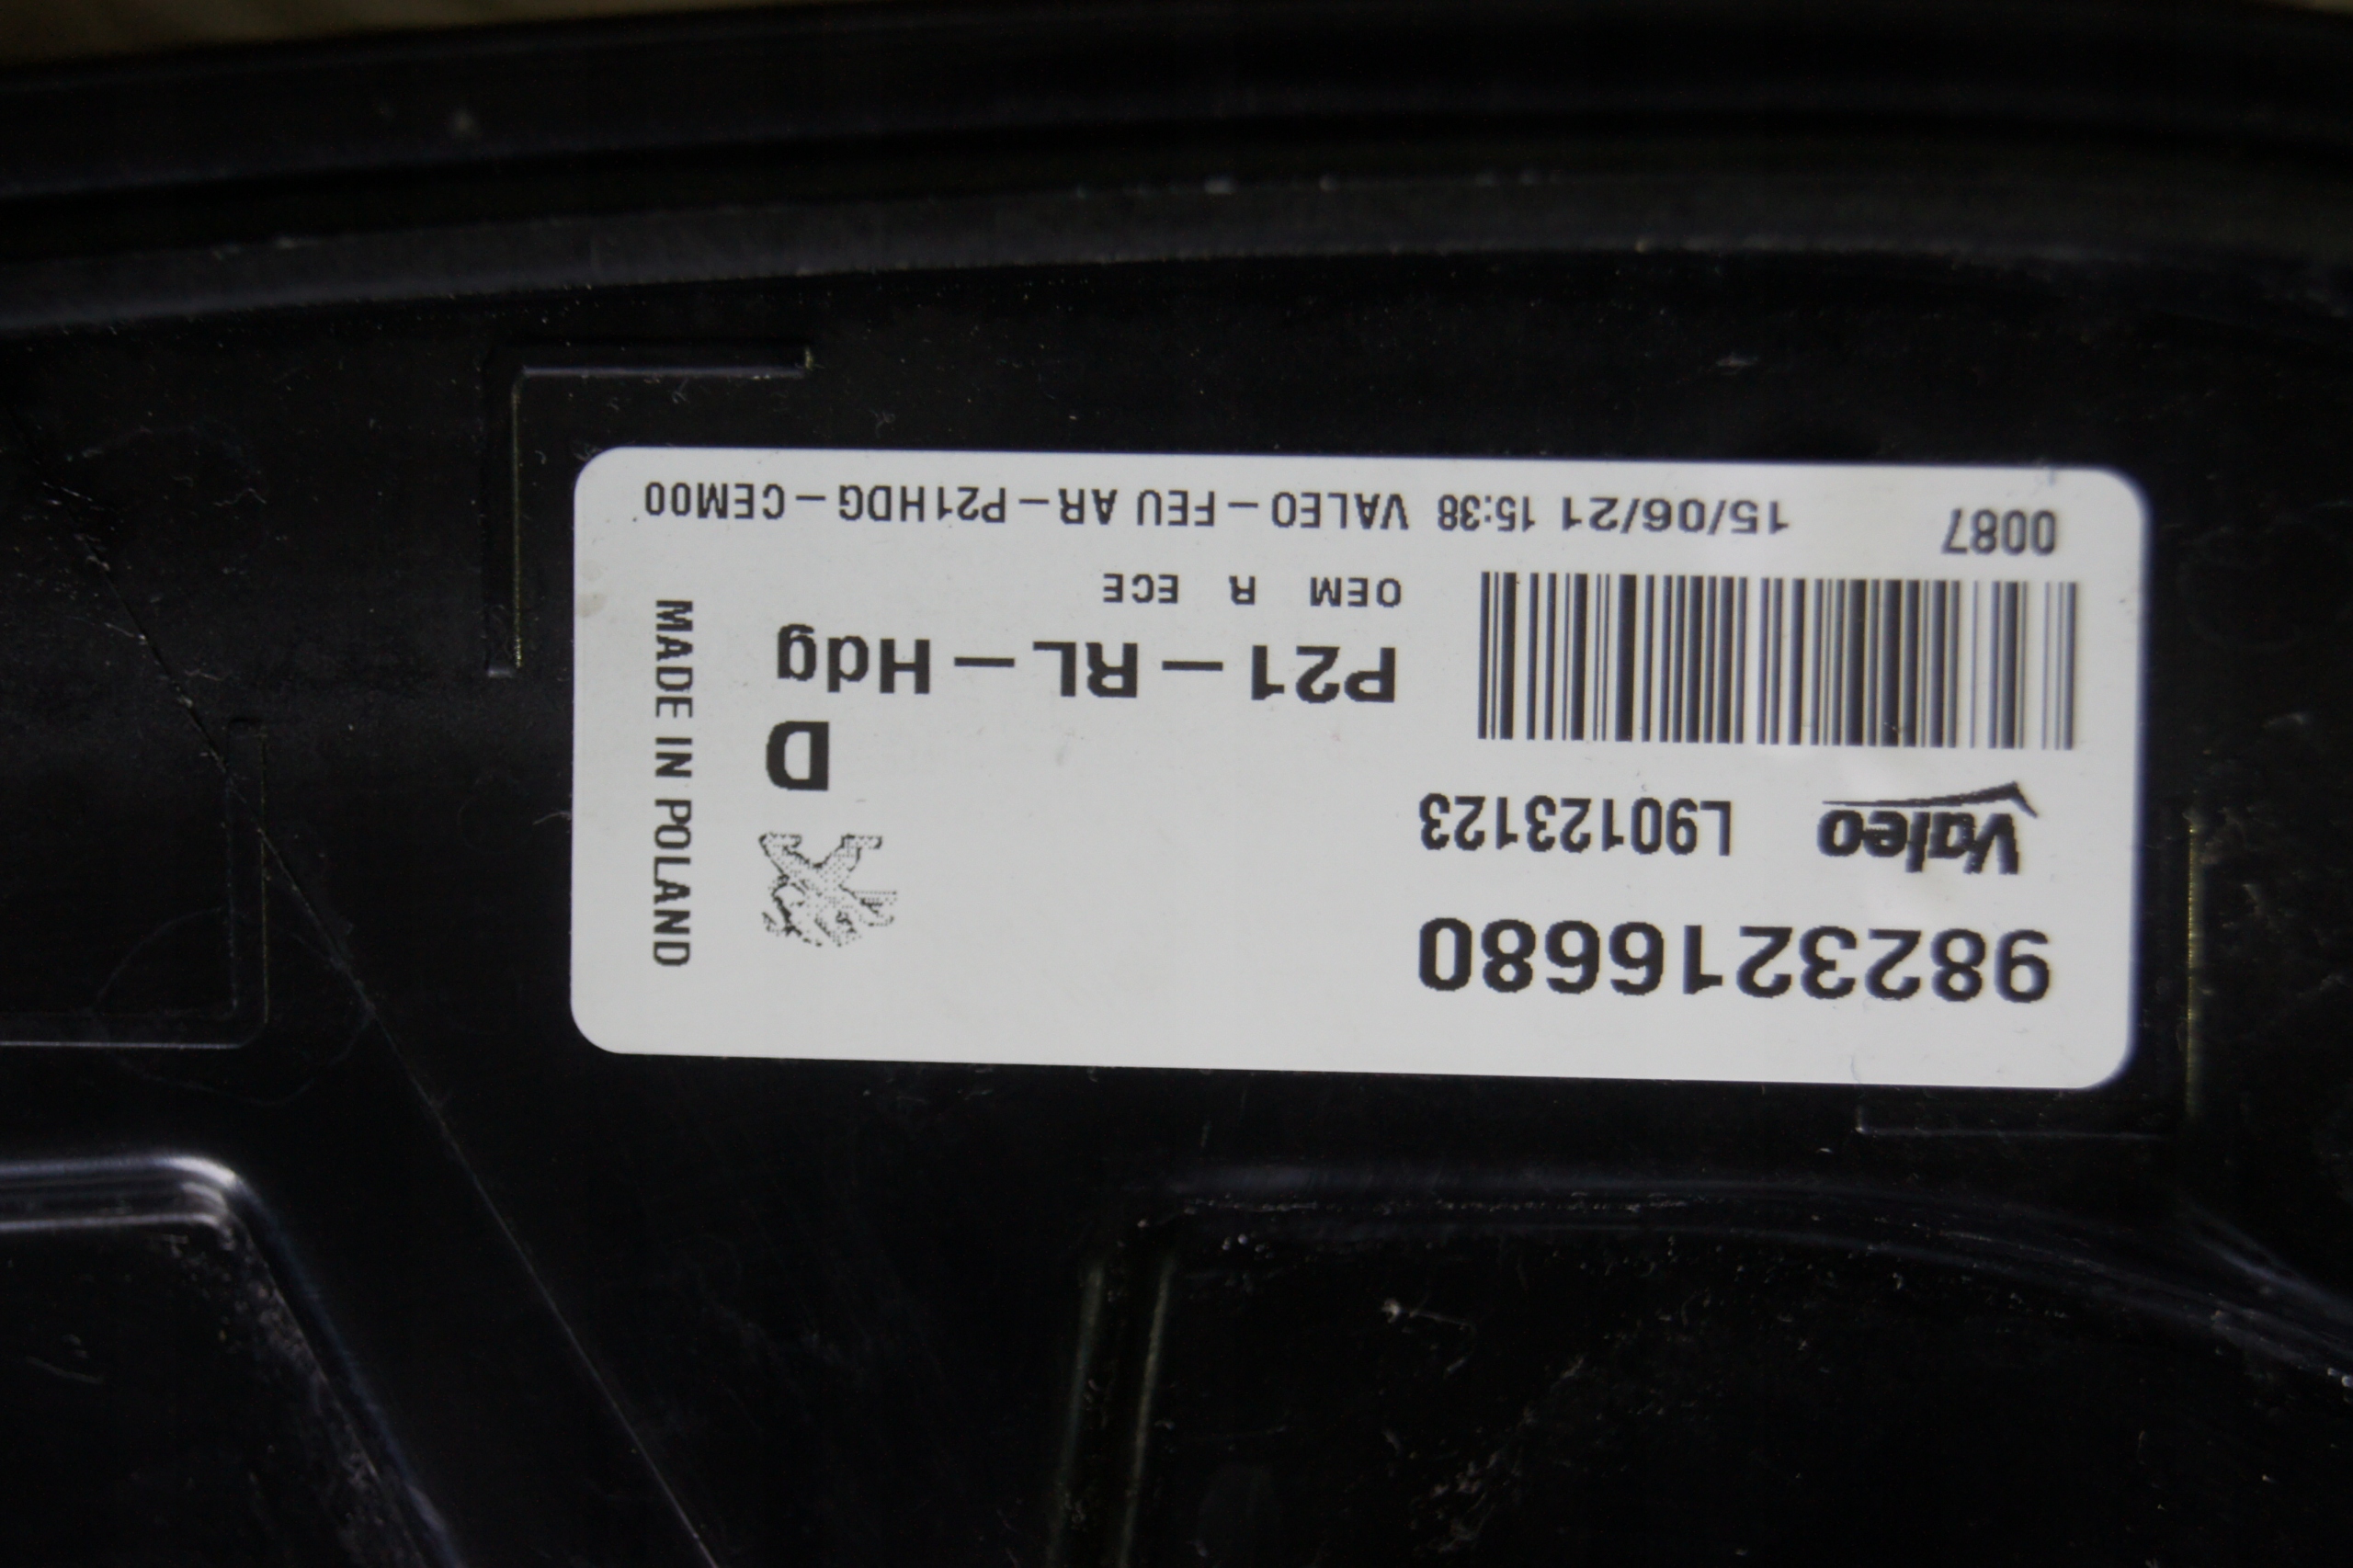 9823216680
Valeo L90123123
D
P21-RL-Hdg
OEM R ECE
0087 15/06/21 15:38 VALEO-FEU AR-P21HDG-CEM00
MADE IN POLAND